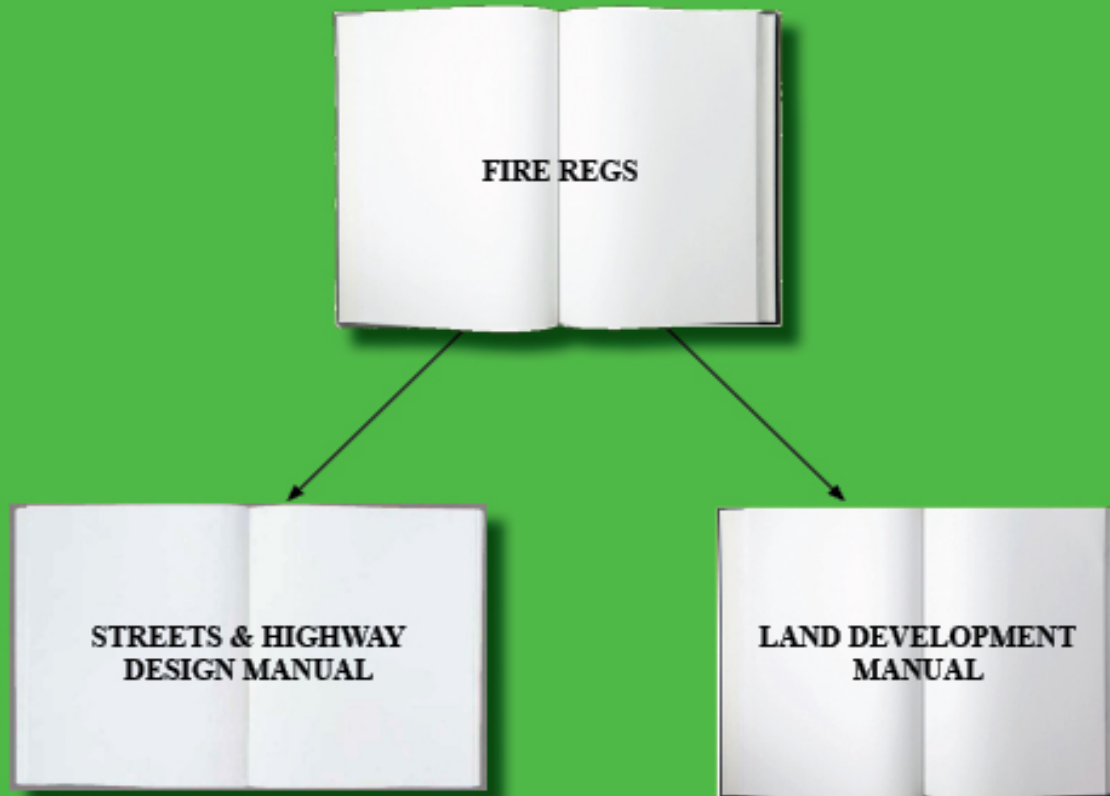 FIRE REGS
STREETS & HIGHWAY
DESIGN MANUAL
LAND DEVELOPMENT
MANUAL